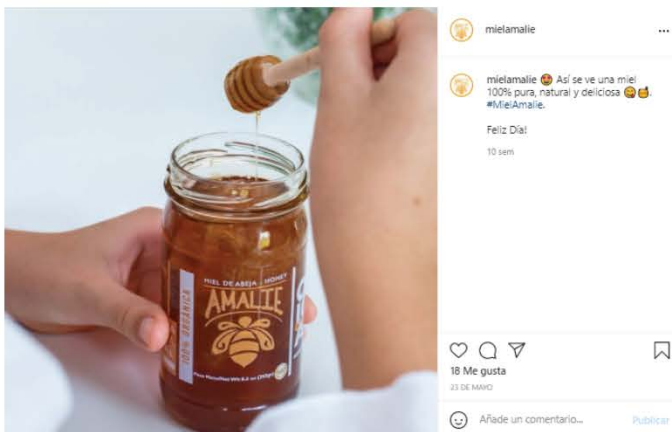 MIEL DE ABEJA - HONEY
AMALIE
100% ORGÁNICA
mielamalie
mielamalie 😍 Así se ve una miel
100% pura, natural y deliciosa 😋🍯.
#MielAmalie.
Feliz Día!
10 sem
18 Me gusta
23 DE MAYO
Añade un comentario...
Publicar